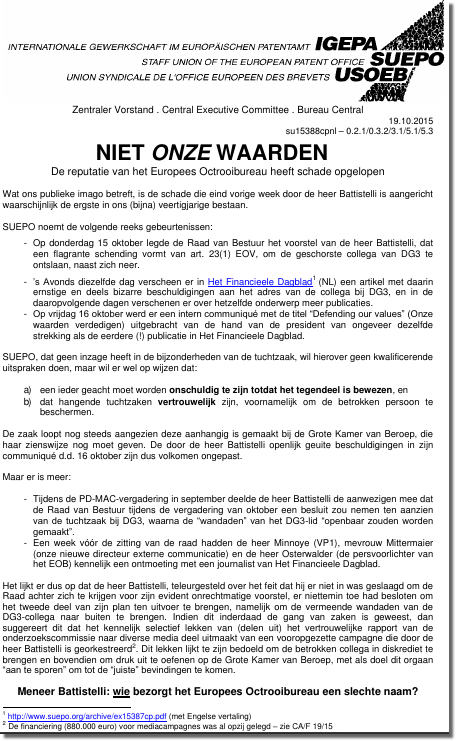 INTERNATIONALE GEWERKSCHAFT IM EUROPÄISCHEN PATENTAMT IGEPA
STAFF UNION OF THE EUROPEAN PATENT OFFICE SUEPO
UNION SYNDICALE DE L'OFFICE EUROPEEN DES BREVETS USOEB
Zentraler Vorstand . Central Executive Committee . Bureau Central
19.10.2015
su15388cpnl – 0.2.1/0.3.2/3.1/5.1/5.3
NIET ONZE WAARDEN
De reputatie van het Europees Octrooibureau heeft schade opgelopen
Wat ons publieke imago betreft, is de schade die eind vorige week door de heer Battistelli is aangericht
waarschijnlijk de ergste in ons (bijna) veertigjarige bestaan.
SUEPO noemt de volgende reeks gebeurtenissen:
- Op donderdag 15 oktober legde de Raad van Bestuur het voorstel van de heer Battistelli, dat
een flagrante schending vormt van art. 23(1) EOV, om de geschorste collega van DG3 te
ontslaan, naast zich neer.
- 's Avonds diezelfde dag verscheen er in Het Financieele Dagblad1 (NL) een artikel met daarin
ernstige en deels bizarre beschuldigingen aan het adres van de collega bij DG3, en in de
daaropvolgende dagen verschenen er over hetzelfde onderwerp meer publicaties.
- Op vrijdag 16 oktober werd er een intern communiqué met de titel “Defending our values” (Onze
waarden verdedigen) uitgebracht van de hand van de president van ongeveer dezelfde
strekking als de eerdere (!) publicatie in Het Financieele Dagblad.
SUEPO, dat geen inzage heeft in de bijzonderheden van de tuchtzaak, wil hierover geen kwalificerende
uitspraken doen, maar wil er wel op wijzen dat:
a) een ieder geacht moet worden onschuldig te zijn totdat het tegendeel is bewezen, en
b) dat hangende tuchtzaken vertrouwelijk zijn, voornamelijk om de betrokken persoon te
beschermen.
De zaak loopt nog steeds aangezien deze aanhangig is gemaakt bij de Grote Kamer van Beroep, die
haar zienswijze nog moet geven. De door de heer Battistelli openlijk geuite beschuldigingen in zijn
communiqué d.d. 16 oktober zijn dus volkomen ongepast.
Maar er is meer:
- Tijdens de PD-MAC-vergadering in september deelde de heer Battistelli de aanwezigen mee dat
de Raad van Bestuur tijdens de vergadering van oktober een besluit zou nemen ten aanzien
van de tuchtzaak bij DG3, waarna de “wandaden” van het DG3-lid “openbaar zouden worden
gemaakt”.
- Een week vóór de zitting van de raad hadden de heer Minnoye (VP1), mevrouw Mittermaier
(onze nieuwe directeur externe communicatie) en de heer Osterwalder (de persvoorlichter van
het EOB) kennelijk een ontmoeting met een journalist van Het Financieele Dagblad.
Het lijkt er dus op dat de heer Battistelli, teleurgesteld over het feit dat hij er niet in was geslaagd om de
Raad achter zich te krijgen voor zijn evident onrechtmatige voorstel, er niettemin toe had besloten om
het tweede deel van zijn plan ten uitvoer te brengen, namelijk om de vermeende wandaden van de
DG3-collega naar buiten te brengen. Indien dit inderdaad de gang van zaken is geweest, dan
suggereert dit dat het kennelijk selectief lekken van (delen uit) het vertrouwelijke rapport van de
onderzoekscommissie naar diverse media deel uitmaakt van een vooropgezette campagne die door de
heer Battistelli is georkestreerd2. Dit lekken lijkt te zijn bedoeld om de betrokken collega in diskrediet te
brengen en bovendien om druk uit te oefenen op de Grote Kamer van Beroep, met als doel dit orgaan
“aan te sporen” om tot de “juiste” bevindingen te komen.
Meneer Battistelli: wie bezorgt het Europees Octrooibureau een slechte naam?
1 http://www.suepo.org/archive/ex15387cp.pdf (met Engelse vertaling)
2 De financiering (880.000 euro) voor mediacampagnes was al opzij gelegd – zie CA/F 19/15